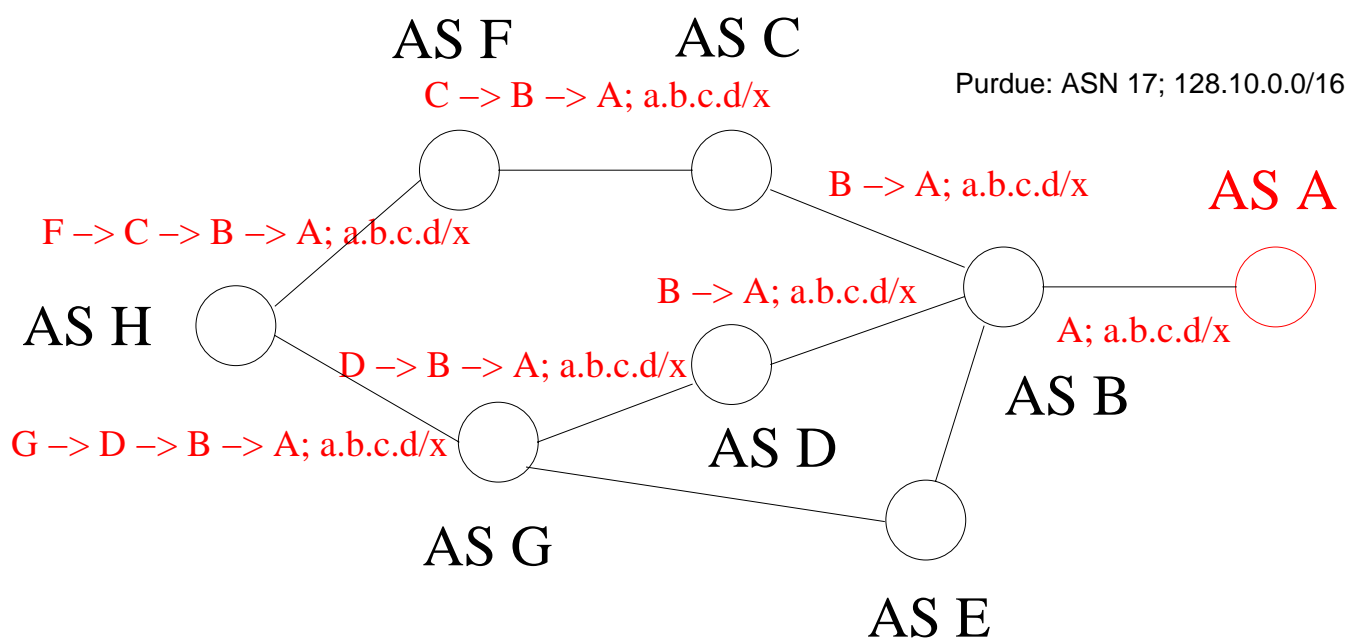 AS F
AS C
Purdue: ASN 17; 128.10.0.0/16
C –> B –> A; a.b.c.d/x
B –> A; a.b.c.d/x
AS A
F –> C –> B –> A; a.b.c.d/x
B –> A; a.b.c.d/x
AS H
A; a.b.c.d/x
D –> B –> A; a.b.c.d/x
AS B
G –> D –> B –> A; a.b.c.d/x
AS D
AS G
AS E